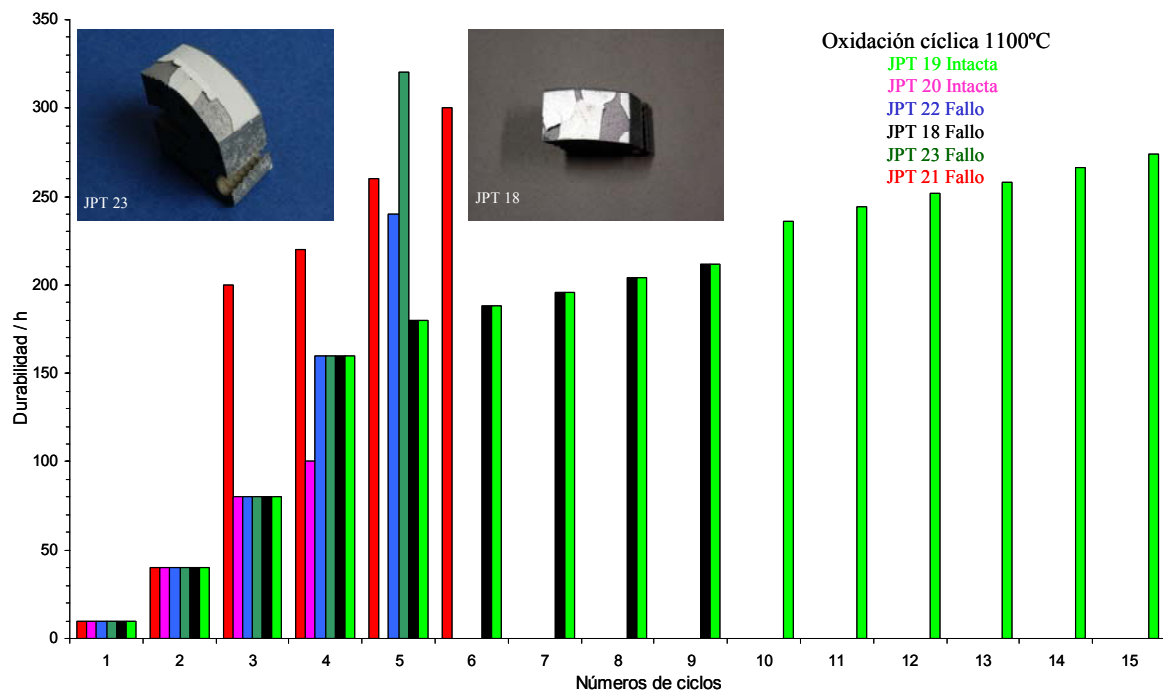 350
300
250
200
150
100
50
0
Durabilidad / h
JPT 23
JPT 18
Oxidación cíclica 1100ºC
JPT 19 Intacta
JPT 20 Intacta
JPT 22 Fallo
JPT 18 Fallo
JPT 23 Fallo
JPT 21 Fallo
1 2 3 4 5 6 7 8 9 10 11 12 13 14 15
Números de ciclos